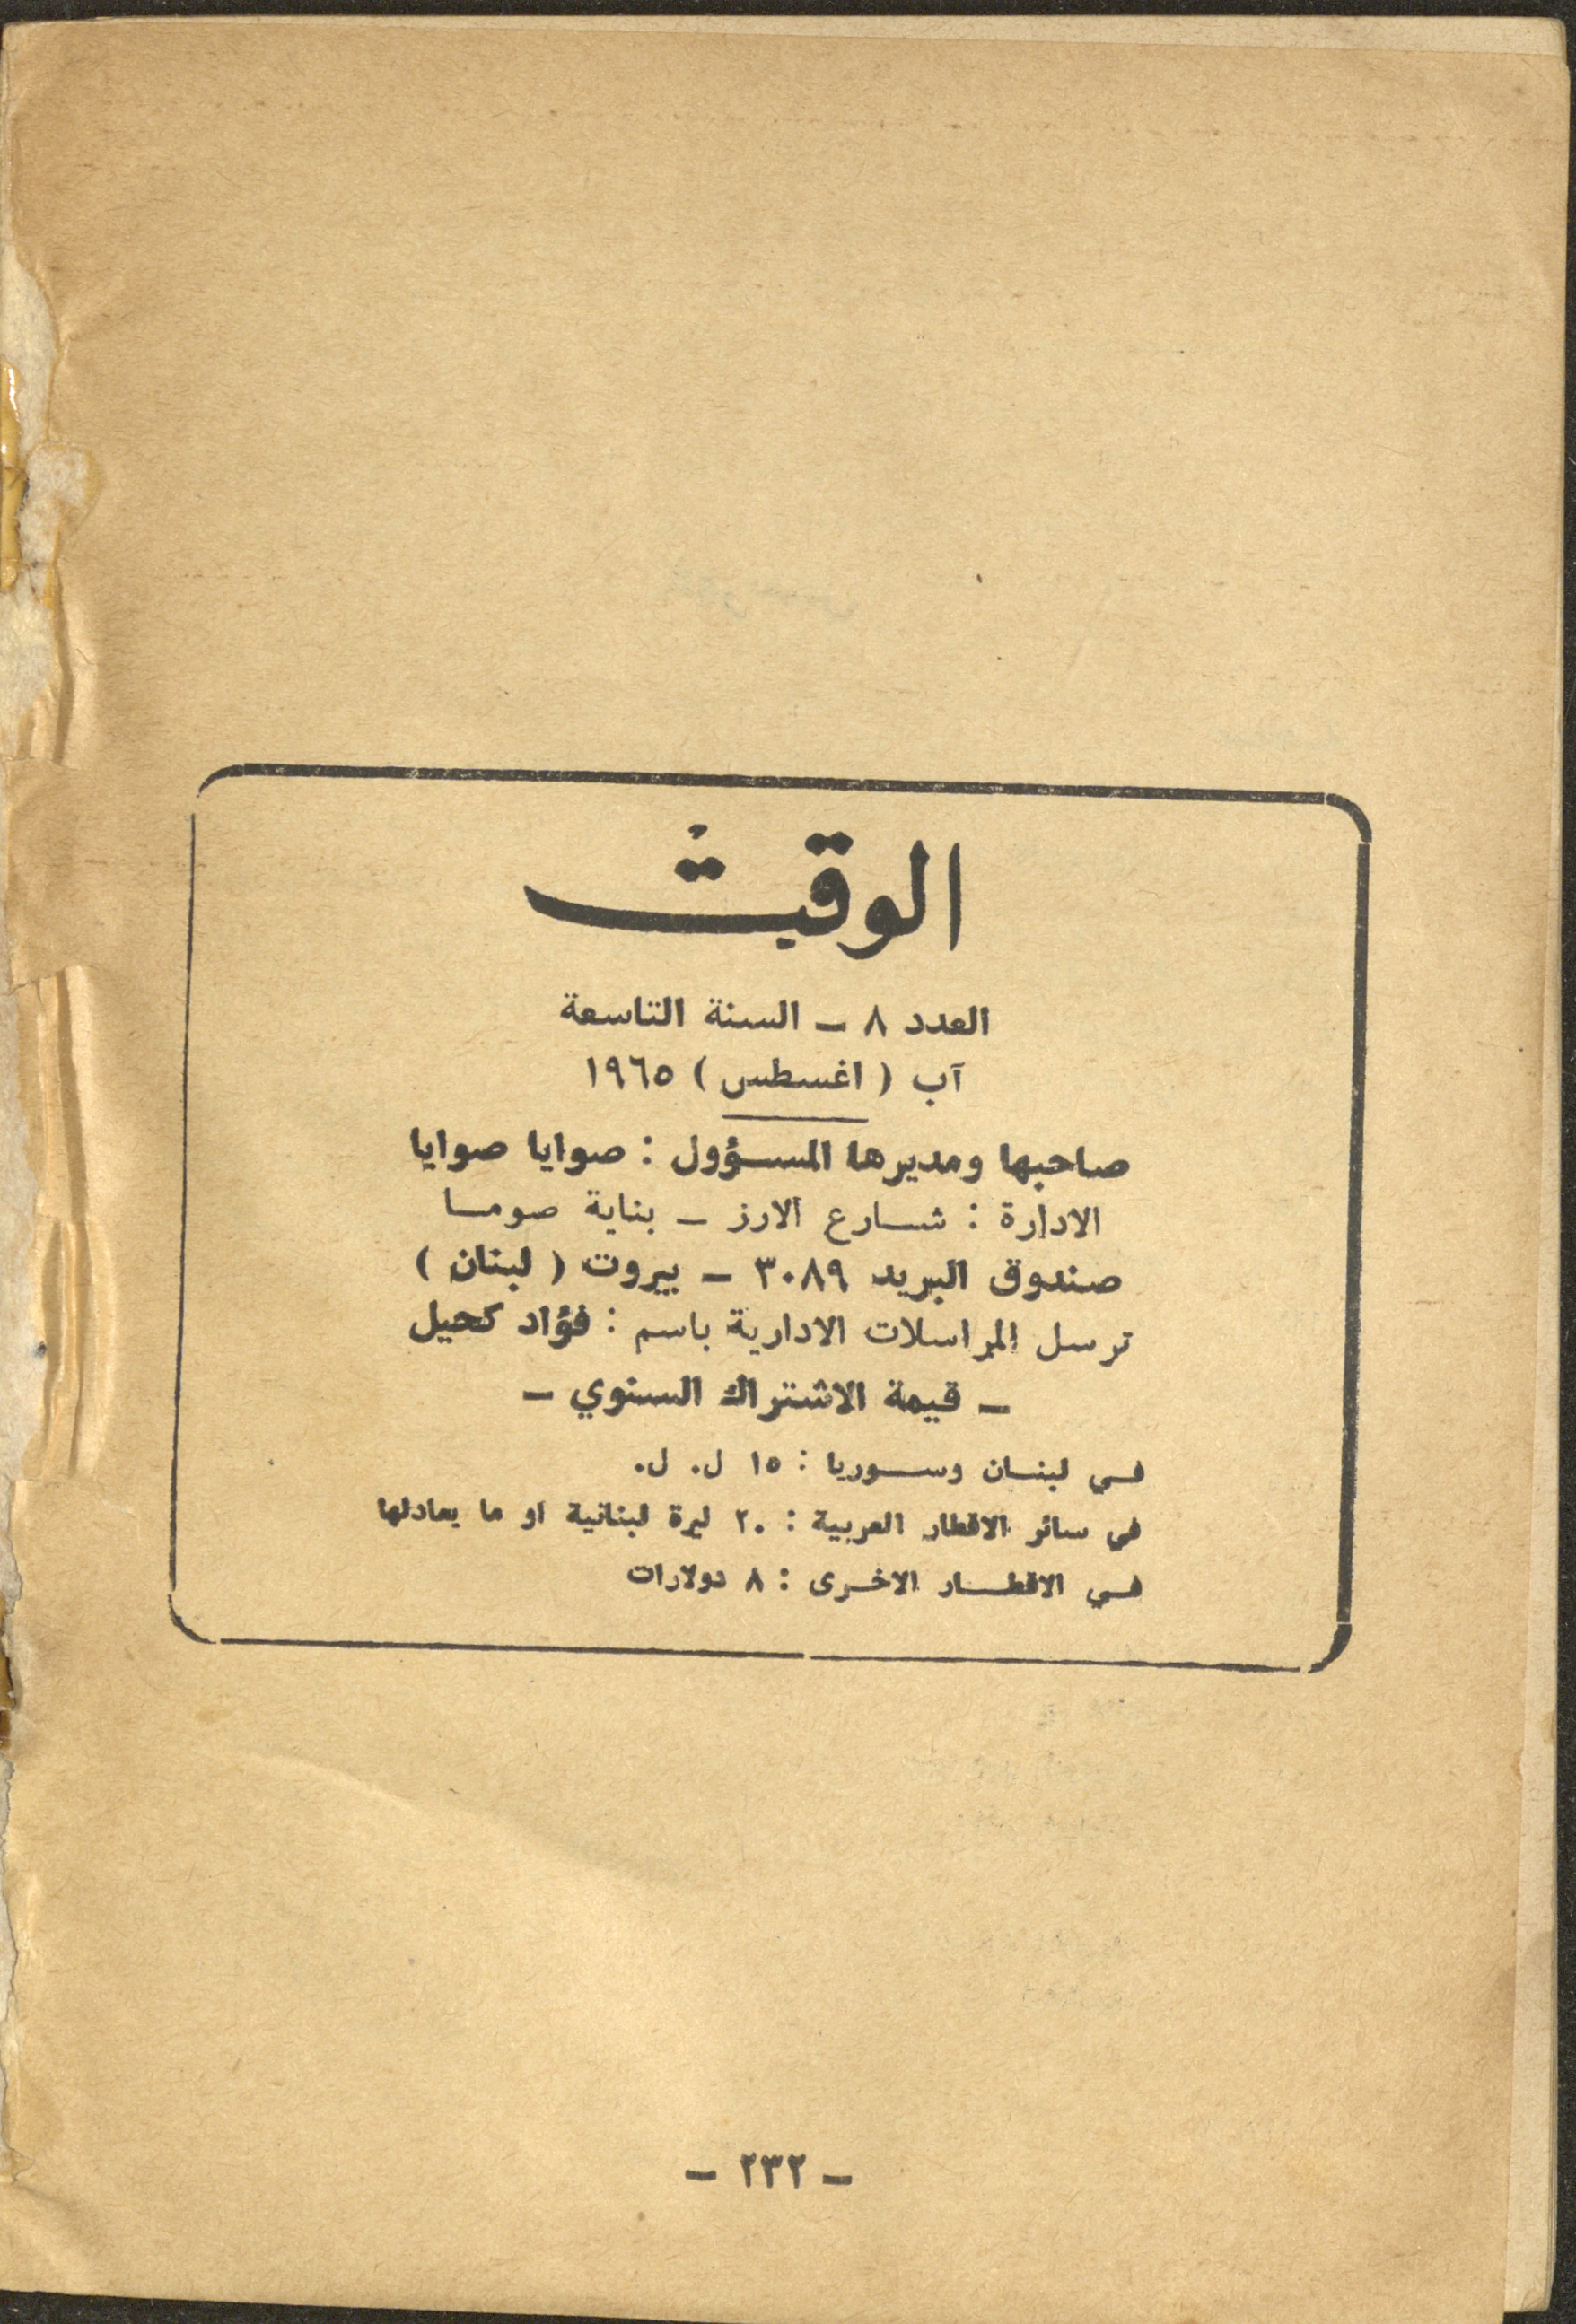 الوقت
العدد ٨ – السنة التاسعة
آب ( اغسطس ) ١٩٦٥
صاحبها ومديرها المسؤول : صوايا صوايا
الادارة : شارع الارز – بناية صومسا
صندوق البريد ٣٠٨٩ – بيروت ( لبنان )
ترسل المراسلات الادارية باسم : فؤاد كحيل
– قيمة الاشتراك السنوي –
في لبنان وسوريا : ١٥ ل. ل.
في سائر الاقطار العربية : ٢٠ ليرة لبنانية او ما يعادلها
في الاقطار الاخرى : ٨ دولارات
– ٢٣٢ –